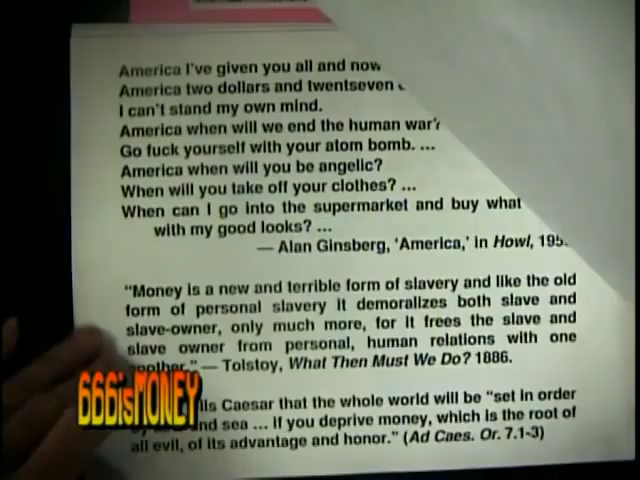 America I've given you all and now
America two dollars and twentseven
I can't stand my own mind.
America when will we end the human war?
Go fuck yourself with your atom bomb. ...
America when will you be angelic?
When will you take off your clothes? ...
When can I go into the supermarket and buy what
with my good looks? ...
— Alan Ginsberg, 'America,' in Howl, 195
"Money is a new and terrible form of slavery and like the old
form of personal slavery it demoralizes both slave and
slave-owner, only much more, for it frees the slave and
slave owner from personal, human relations with one
another." — Tolstoy, What Then Must We Do? 1886.
lls Caesar that the whole world will be "set in order
nd sea ... If you deprive money, which is the root of
all evil, of its advantage and honor." (Ad Caes. Or. 7.1-3)
666isMONEY